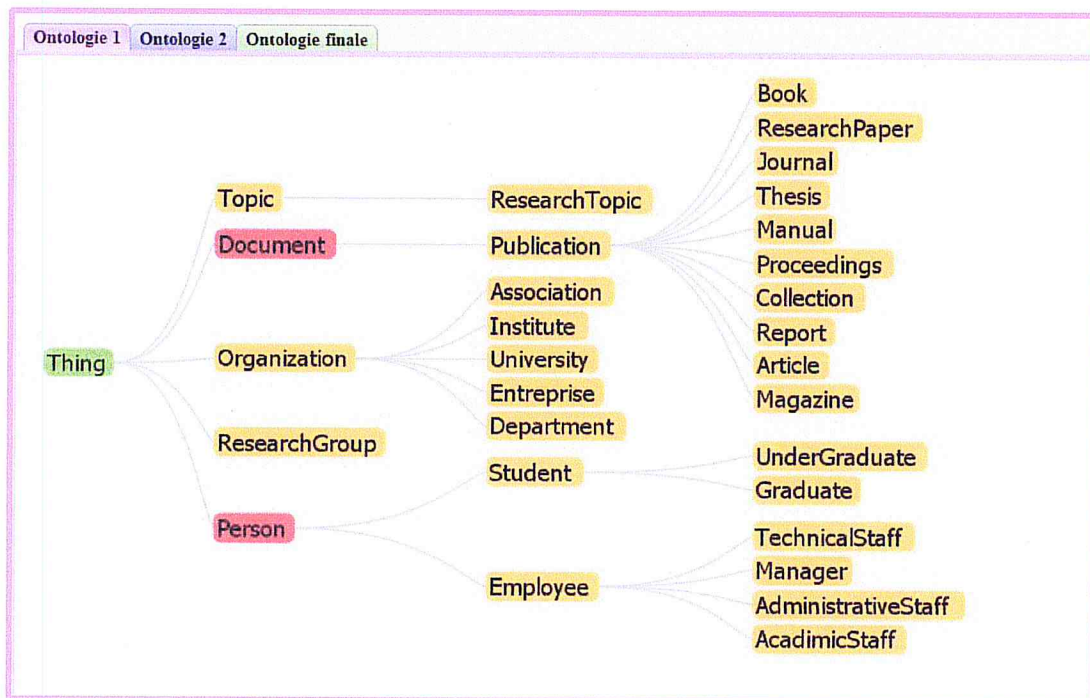 Ontologie 1 Ontologie 2 Ontologie finale
Book
ResearchPaper
Journal
Thesis
Manual
Proceedings
Collection
Report
Article
Magazine
Topic
ResearchTopic
Document
Publication
Association
Institute
University
Entreprise
Department
Thing
Organization
ResearchGroup
Student
UnderGraduate
Graduate
Person
Employee
TechnicalStaff
Manager
AdministrativeStaff
AcadimicStaff